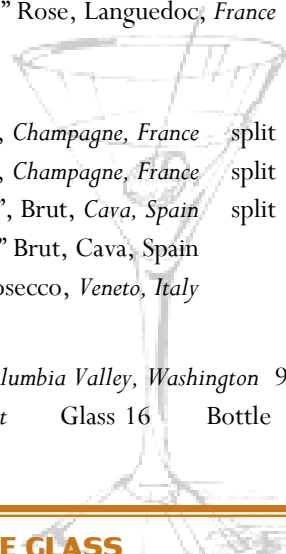 ” Rose, Languedoc, France
, Champagne, France split
, Champagne, France split
”, Brut, Cava, Spain split
” Brut, Cava, Spain
osecco, Veneto, Italy
lumbia Valley, Washington 9
t Glass 16 Bottle
E GLASS